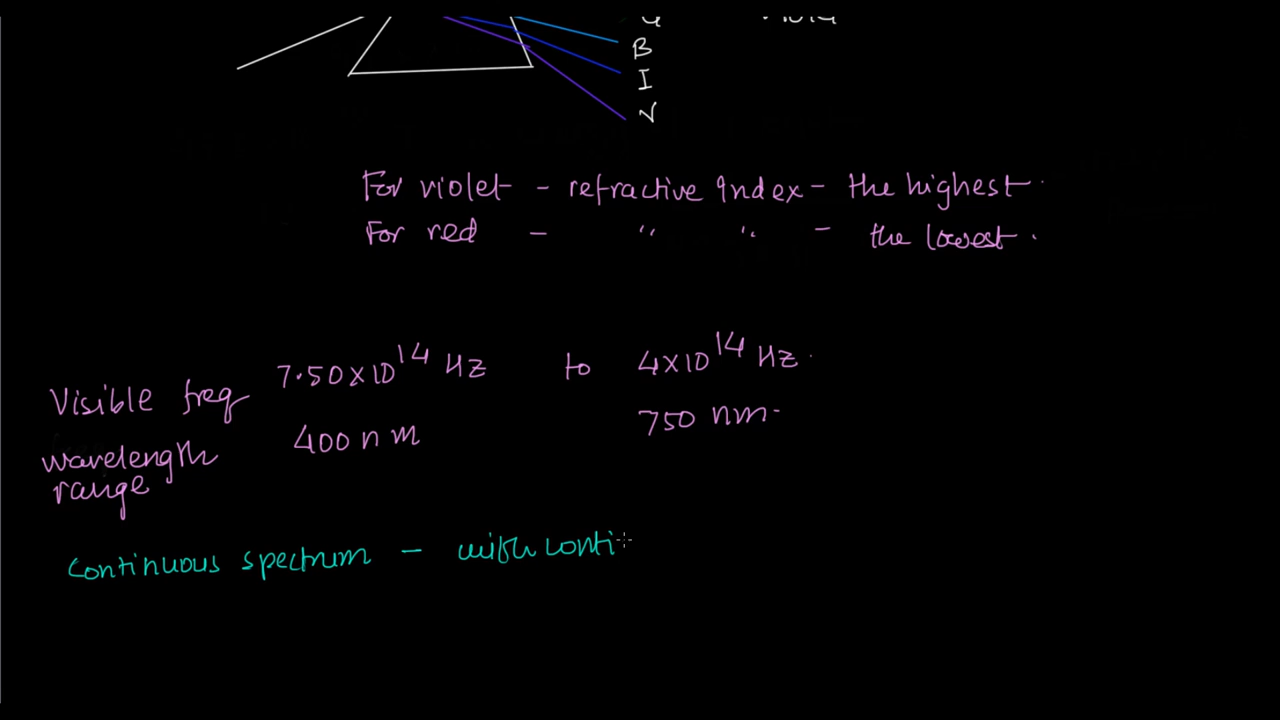 B
I
V
For violet - refractive Index - the highest.
For red - " " - the lowest.
Visible freq 7.50x10^14 Hz to 4x10^14 Hz.
wavelength 400 nm 750 nm.
range
continuous spectrum - with conti